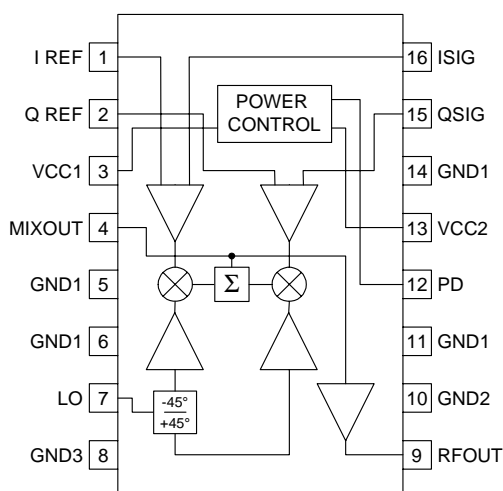 I REF 1
16 ISIG
Q REF 2
POWER
CONTROL
15 QSIG
VCC1 3
14 GND1
MIXOUT 4
13 VCC2
GND1 5
Σ
12 PD
GND1 6
11 GND1
LO 7
-45°
+45°
10 GND2
GND3 8
9 RFOUT